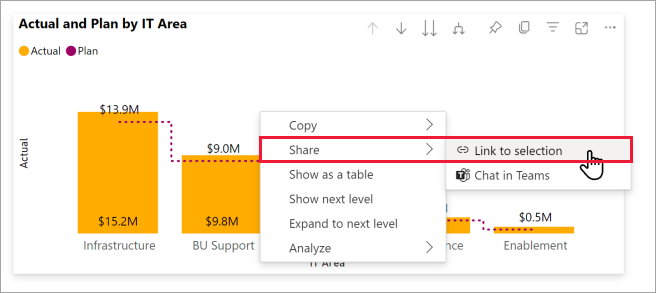 Actual and Plan by IT Area
Actual Plan
$13.9M
$9.0M
Actual
$15.2M
$9.8M
$0.5M
Infrastructure
BU Support
Enablement
IT Area
Copy
Share
Show as a table
Show next level
Expand to next level
Analyze
Link to selection
Chat in Teams